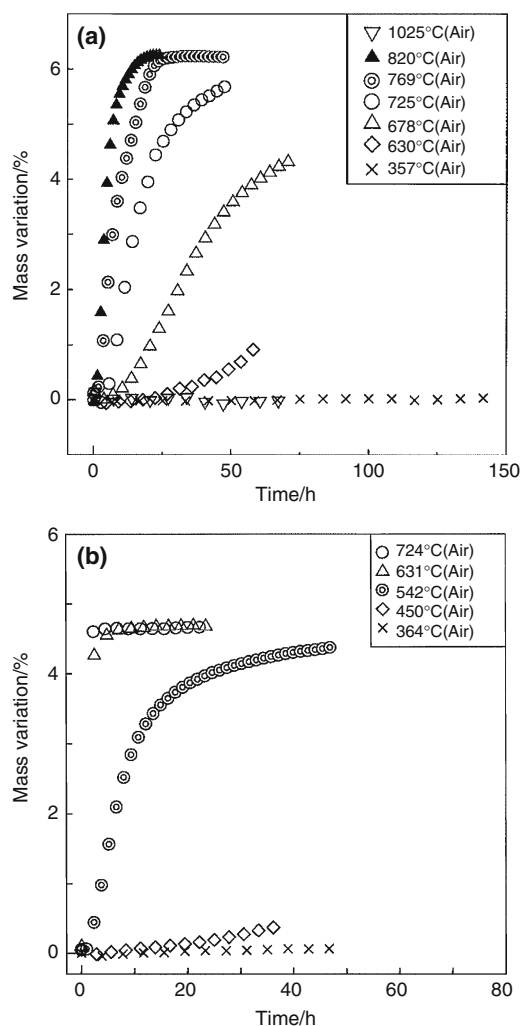 (a)
1025°C(Air)
820°C(Air)
769°C(Air)
725°C(Air)
678°C(Air)
630°C(Air)
357°C(Air)
6
4
2
0
Mass variation/%
0
50
100
150
Time/h
(b)
724°C(Air)
631°C(Air)
542°C(Air)
450°C(Air)
364°C(Air)
6
4
2
0
Mass variation/%
0
20
40
60
80
Time/h